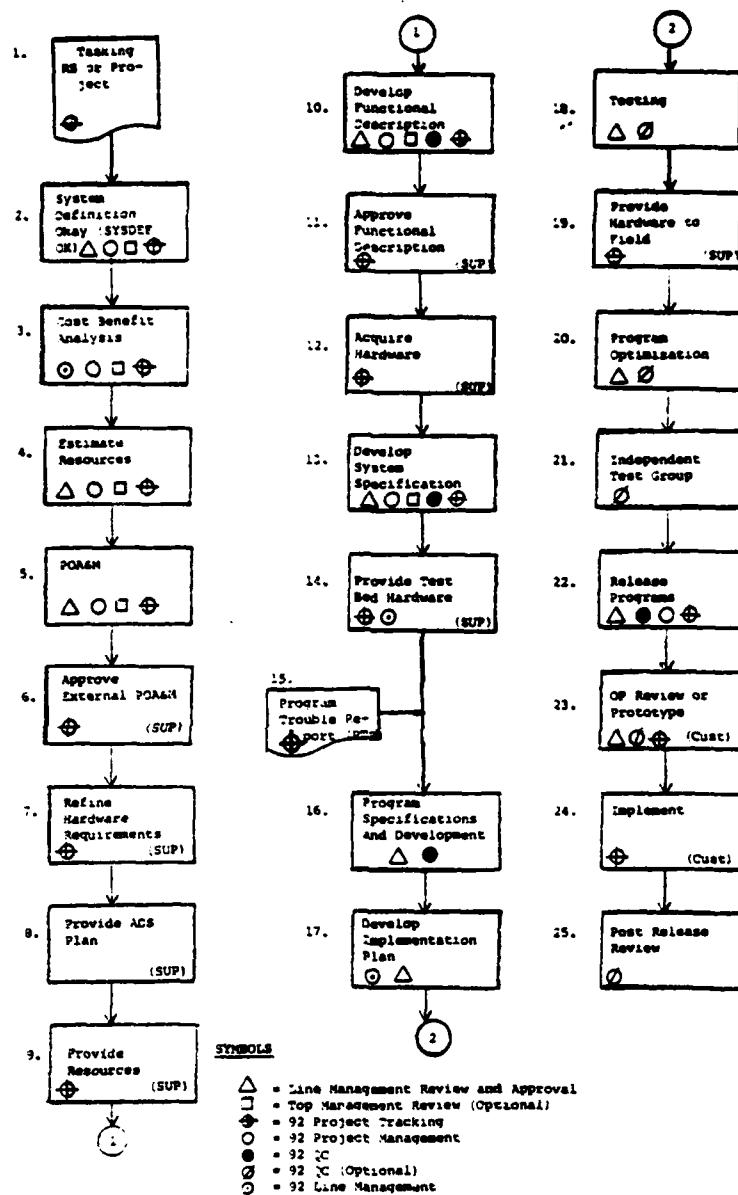 1.
Tasking
RS or Pro-
ject
2.
System
Definition
Okay (SYSDEF
OK)
3.
Cost Benefit
Analysis
4.
Estimate
Resources
5.
POA&M
6.
Approve
External POA&M
(SUP)
7.
Refine
Hardware
Requirements
(SUP)
8.
Provide ADS
Plan
(SUP)
9.
Provide
Resources
(SUP)
1
1
10.
Develop
Functional
Description
11.
Approve
Functional
Description
(SUP)
12.
Acquire
Hardware
(SUP)
13.
Develop
System
Specification
14.
Provide Test
Bed Hardware
(SUP)
15.
Program
Trouble Re-
port
16.
Program
Specifications
And Development
17.
Develop
Implementation
Plan
2
2
18.
Testing
19.
Provide
Hardware to
Field
(SUP)
20.
Program
Optimization
21.
Independent
Test Group
22.
Release
Programs
23.
OP Review or
Prototype
(Cust)
24.
Implement
(Cust)
25.
Post Release
Review
SYMBOLS
= Line Management Review and Approval
= Top Management Review (Optional)
= 92 Project Tracking
= 92 Project Management
= 92 QC
= 92 QC (Optional)
= 92 Line Management